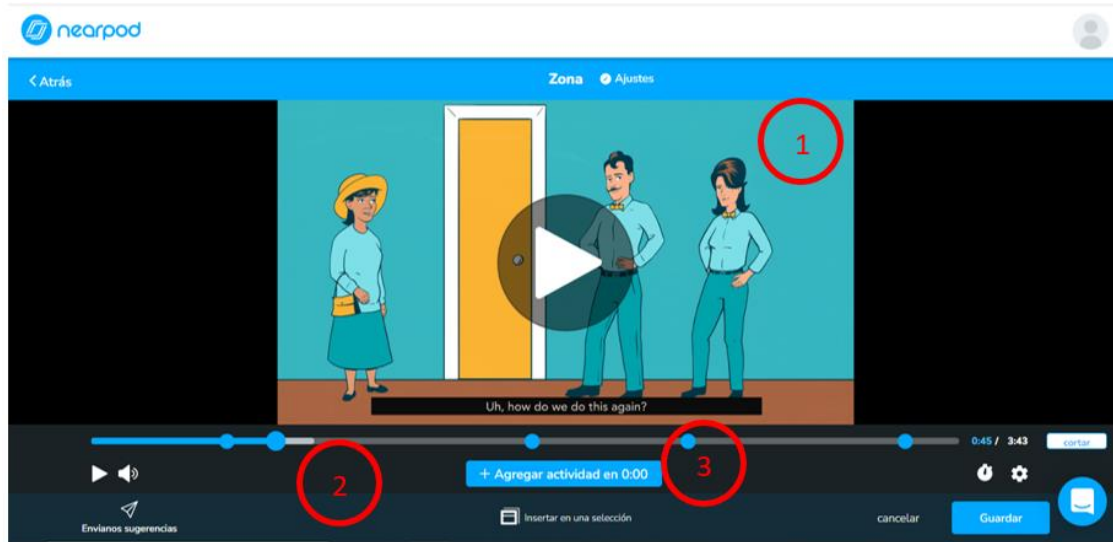 nearpod
Atrás
Zona
Ajustes
1
Uh, how do we do this again?
0:45 / 3:43
cortar
2
+ Agregar actividad en 0:00
3
Envianos sugerencias
Insertar en una selección
cancelar
Guardar